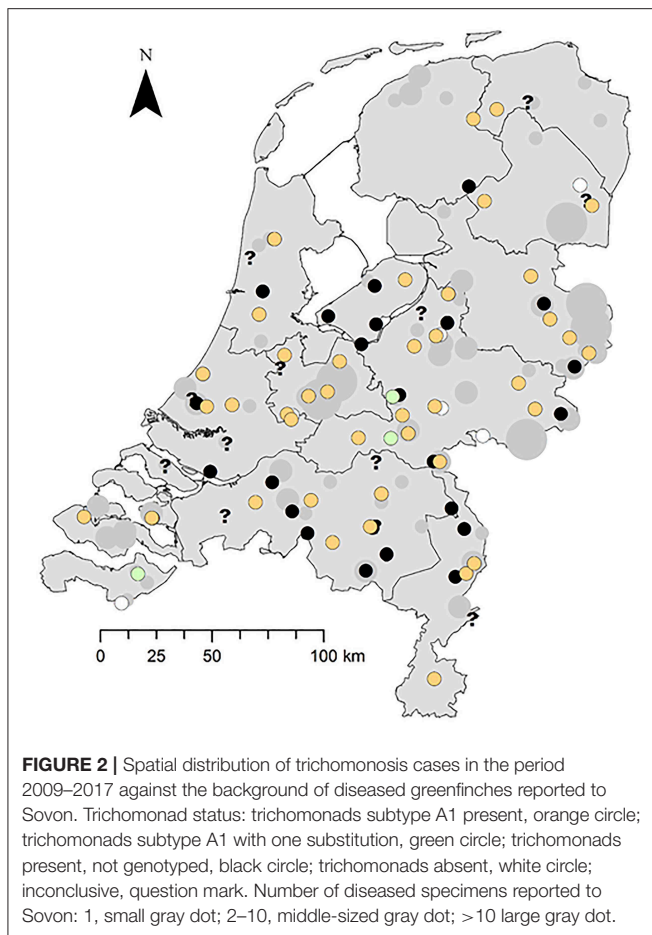 N
?
?
?
?
?
?
?
?
?
?
?
0 25 50 100 km
FIGURE 2 | Spatial distribution of trichomonosis cases in the period
2009–2017 against the background of diseased greenfinches reported to
Sovon. Trichomonad status: trichomonads subtype A1 present, orange circle;
trichomonads subtype A1 with one substitution, green circle; trichomonads
present, not genotyped, black circle; trichomonads absent, white circle;
inconclusive, question mark. Number of diseased specimens reported to
Sovon: 1, small gray dot; 2–10, middle-sized gray dot; >10 large gray dot.